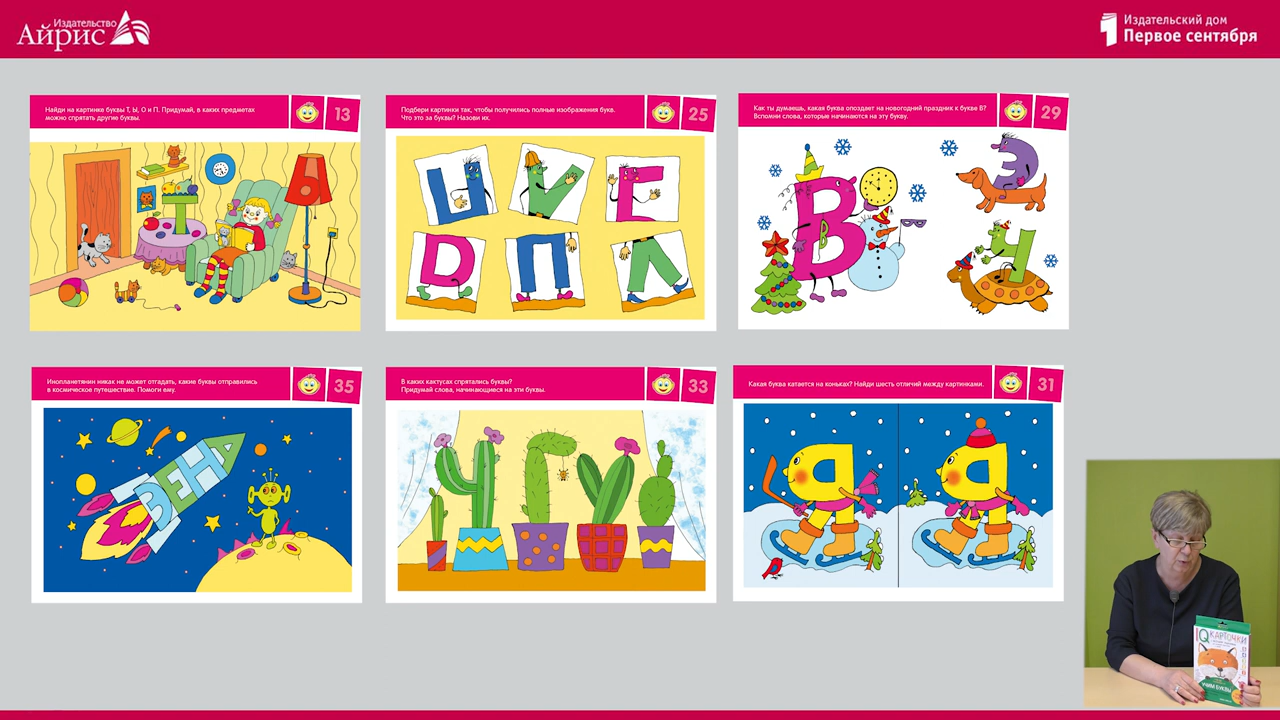 Издательство
Айрис
Издательский дом
Первое сентября
Найди на картинке буквы Т, Ы, О и П. Придумай, в каких предметах
можно спрятать другие буквы.
13
Подбери картинки так, чтобы получились полные изображения букв.
Что это за буквы? Назови их.
25
Как ты думаешь, какая буква опоздает на новогодний праздник к букве В?
Вспомни слова, которые начинаются на эту букву.
29
Инопланетянин никак не может отгадать, какие буквы отправились
в космическое путешествие. Помоги ему.
35
В каких кактусах спрятались буквы?
Придумай слова, начинающиеся на эти буквы.
33
Какая буква катается на коньках? Найди шесть отличий между картинками.
31
IQ КАРТОЧКИ
УЧИМ БУКВЫ